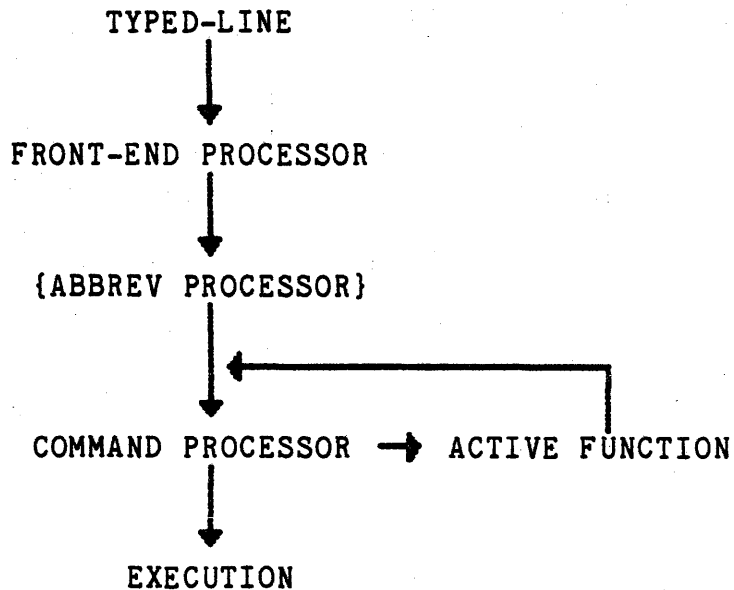 TYPED-LINE
FRONT-END PROCESSOR
{ABBREV PROCESSOR}
COMMAND PROCESSOR
ACTIVE FUNCTION
EXECUTION